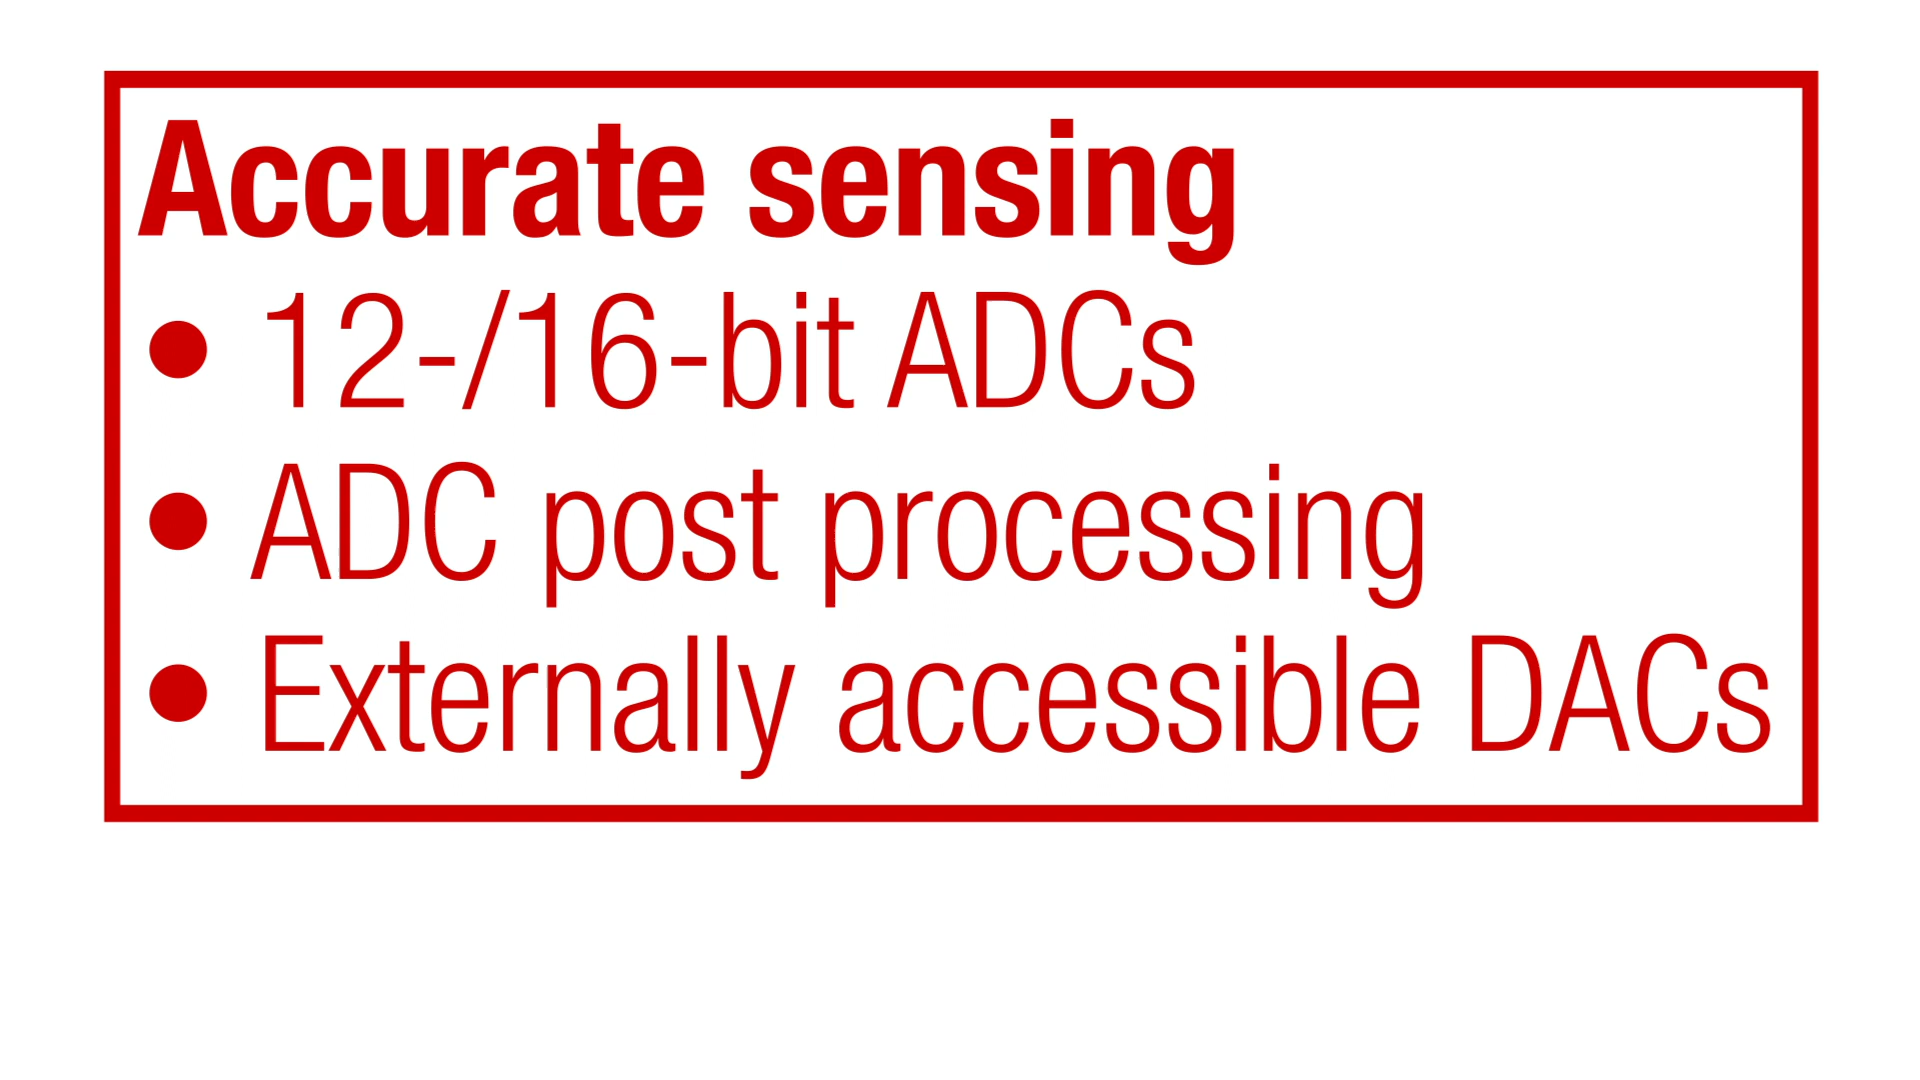 Accurate sensing
• 12-/16-bit ADCs
• ADC post processing
• Externally accessible DACs